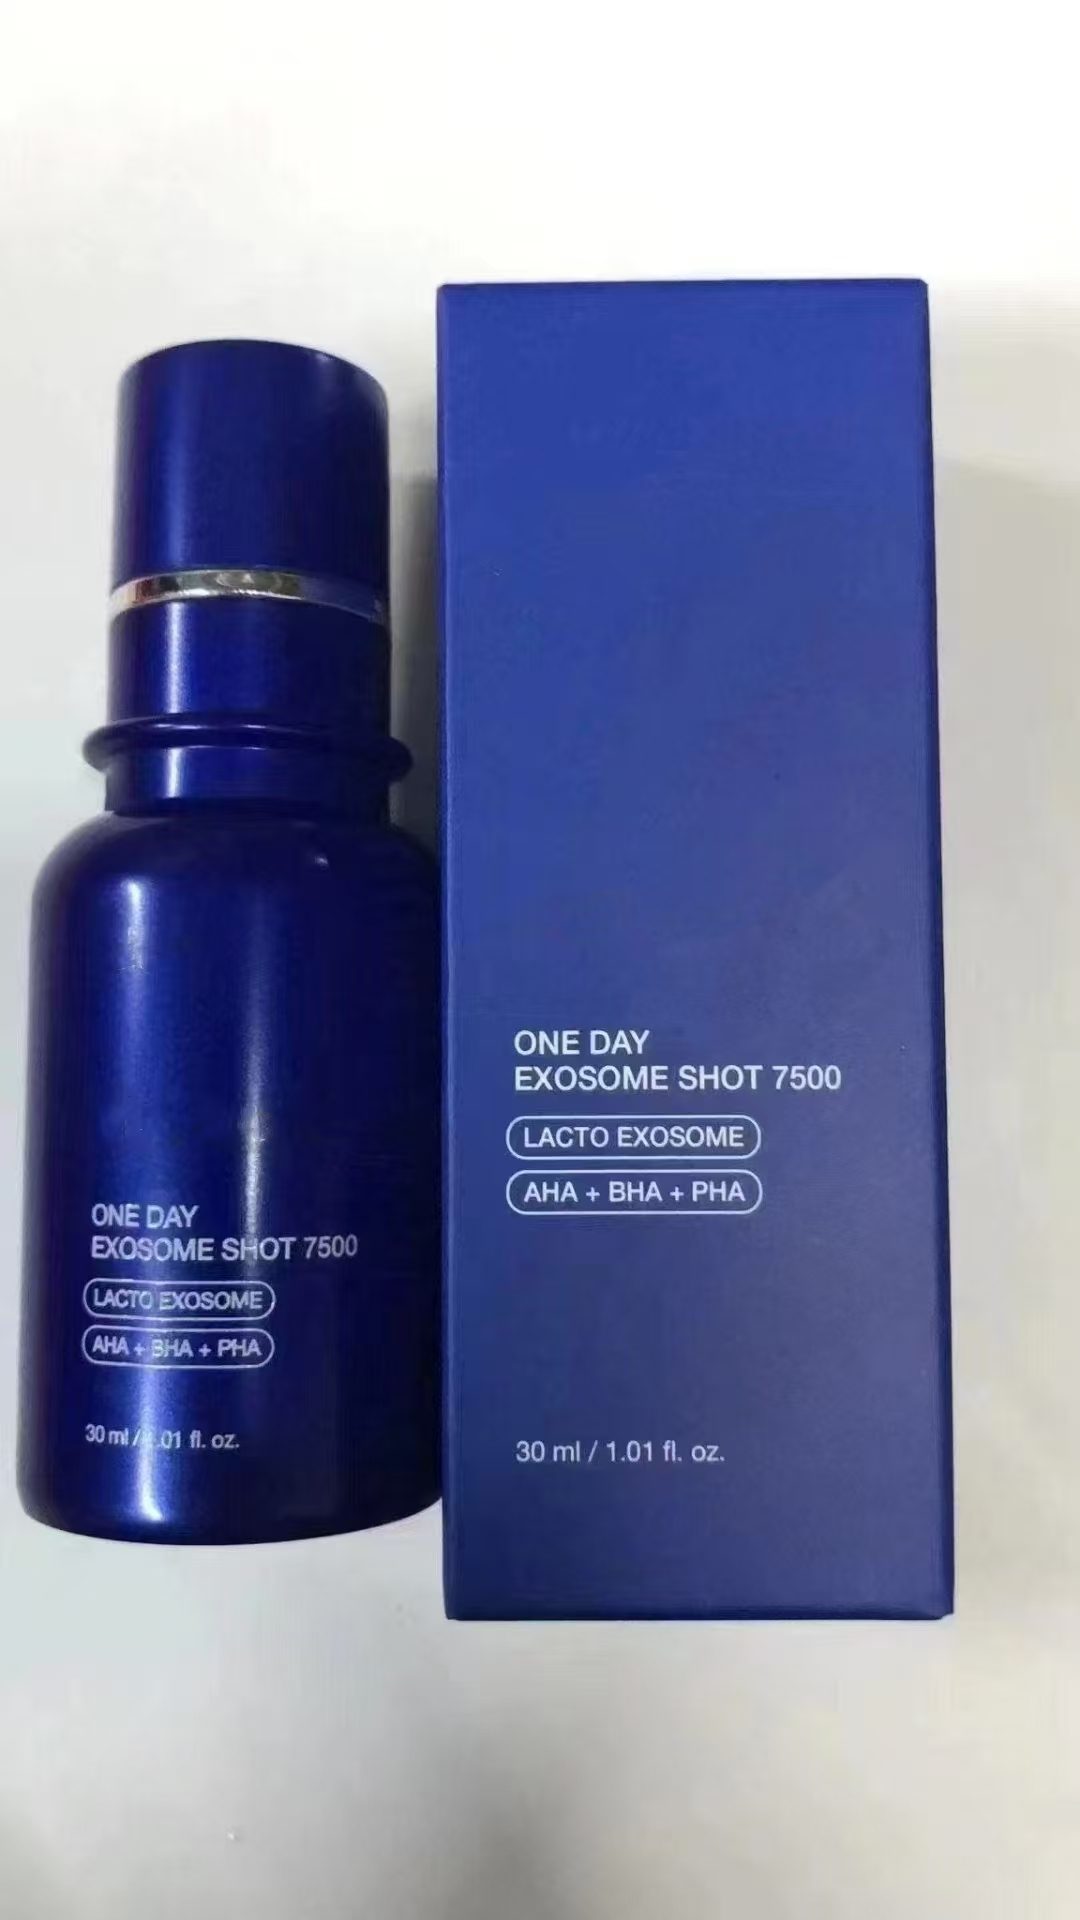 ONE DAY
EXOSOME SHOT 7500
LACTO EXOSOME
AHA + BHA + PHA
30 ml / 1.01 fl. oz.
ONE DAY
EXOSOME SHOT 7500
LACTO EXOSOME
AHA + BHA + PHA
30 ml / 1.01 fl. oz.